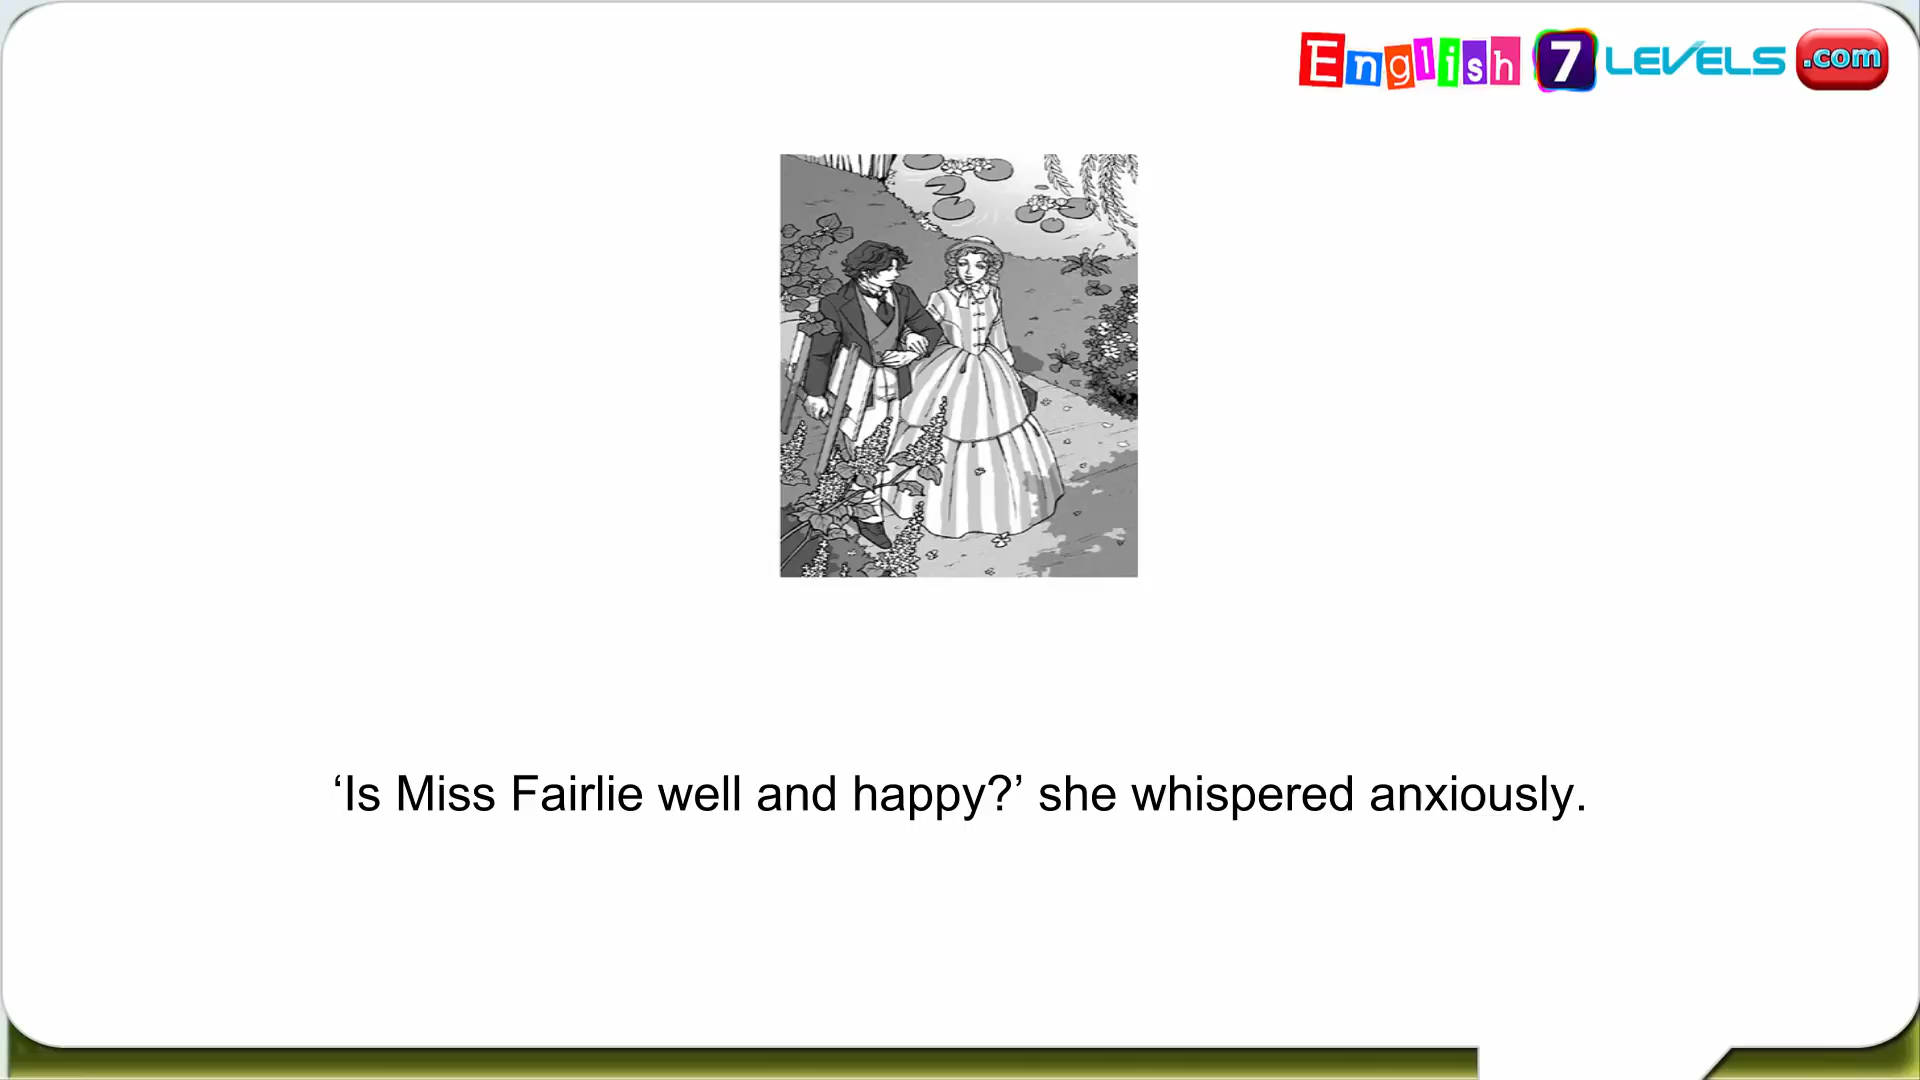 English 7 LEVELS .com
‘Is Miss Fairlie well and happy?’ she whispered anxiously.